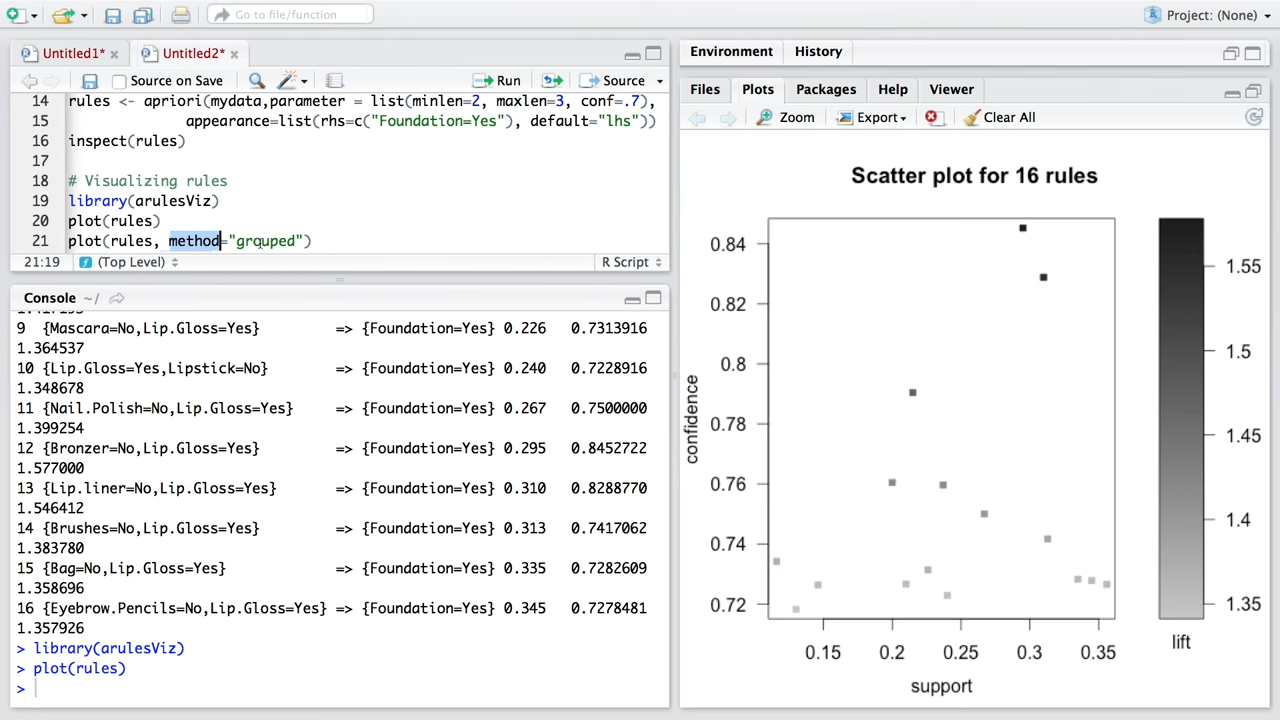 Go to file/function
Project: (None)
Untitled1*
Untitled2*
Source on Save
Run
Source
14 rules <- apriori(mydata,parameter = list(minlen=2, maxlen=3, conf=.7),
15 appearance=list(rhs=c("Foundation=Yes"), default="lhs"))
16 inspect(rules)
17
18 # Visualizing rules
19 library(arulesViz)
20 plot(rules)
21 plot(rules, method="grouped")
21:19 (Top Level) R Script
Console ~/
9 {Mascara=No,Lip.Gloss=Yes} => {Foundation=Yes} 0.226 0.7313916
1.364537
10 {Lip.Gloss=Yes,Lipstick=No} => {Foundation=Yes} 0.240 0.7228916
1.348678
11 {Nail.Polish=No,Lip.Gloss=Yes} => {Foundation=Yes} 0.267 0.7500000
1.399254
12 {Bronzer=No,Lip.Gloss=Yes} => {Foundation=Yes} 0.295 0.8452722
1.577000
13 {Lip.liner=No,Lip.Gloss=Yes} => {Foundation=Yes} 0.310 0.8288770
1.546412
14 {Brushes=No,Lip.Gloss=Yes} => {Foundation=Yes} 0.313 0.7417062
1.383780
15 {Bag=No,Lip.Gloss=Yes} => {Foundation=Yes} 0.335 0.7282609
1.358696
16 {Eyebrow.Pencils=No,Lip.Gloss=Yes} => {Foundation=Yes} 0.345 0.7278481
1.357926
> library(arulesViz)
> plot(rules)
>
Environment History
Files Plots Packages Help Viewer
Zoom Export Clear All
Scatter plot for 16 rules
0.84
0.82
0.8
0.78
0.76
0.74
0.72
confidence
0.15 0.2 0.25 0.3 0.35
support
1.55
1.5
1.45
1.4
1.35
lift